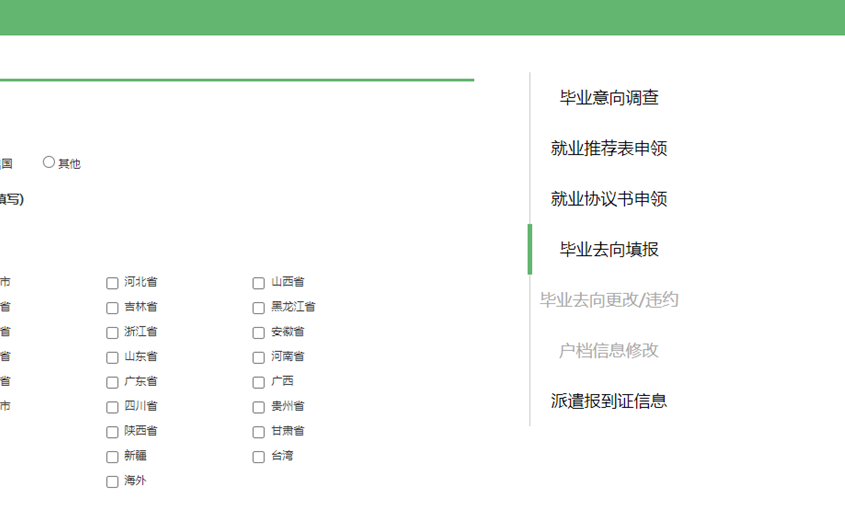 国 其他
填写)
市 河北省 山西省
省 吉林省 黑龙江省
省 浙江省 安徽省
省 山东省 河南省
省 广东省 广西
市 四川省 贵州省
陕西省 甘肃省
新疆 台湾
海外
毕业意向调查
就业推荐表申领
就业协议书申领
毕业去向填报
毕业去向更改/违约
户档信息修改
派遣报到证信息